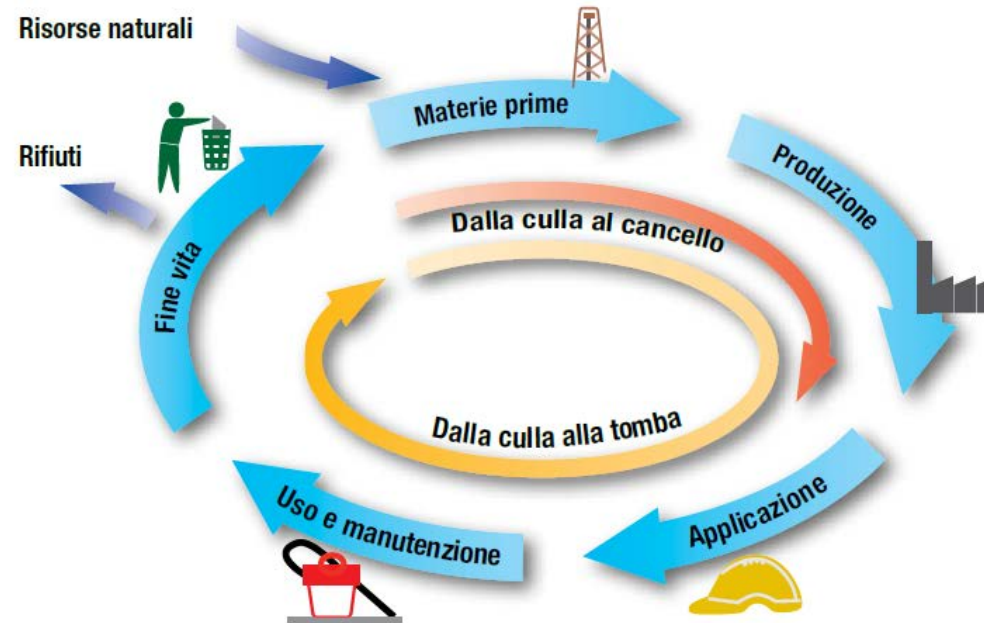 Risorse naturali
Materie prime
Produzione
Rifiuti
Dalla culla al cancello
Fine vita
Dalla culla alla tomba
Applicazione
Uso e manutenzione